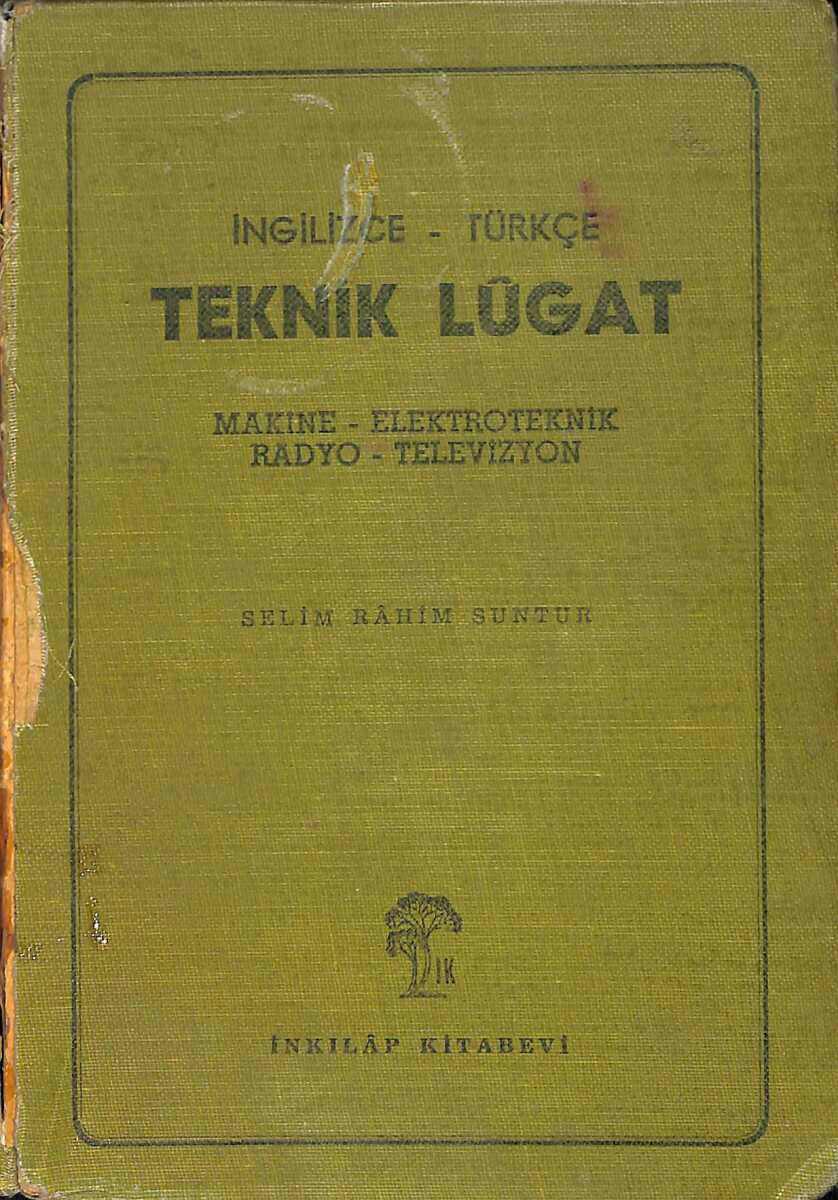 İNGİLİZCE - TÜRKÇE
TEKNİK LÛGAT
MAKİNE - ELEKTROTEKNİK
RADYO - TELEVİZYON
SELİM RÂHİM SUNTUR
İK
İNKILÂP KİTABEVİ